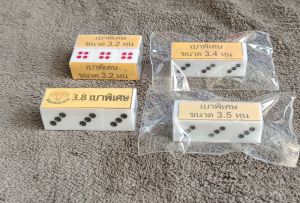 เบาพิเศษ
ขนาด 3.2 หุน
เบาพิเศษ
ขนาด 3.2 หุน
เบาพิเศษ
ขนาด 3.4 หุน
3.8 เบาพิเศษ
เบาพิเศษ
ขนาด 3.5 หุน